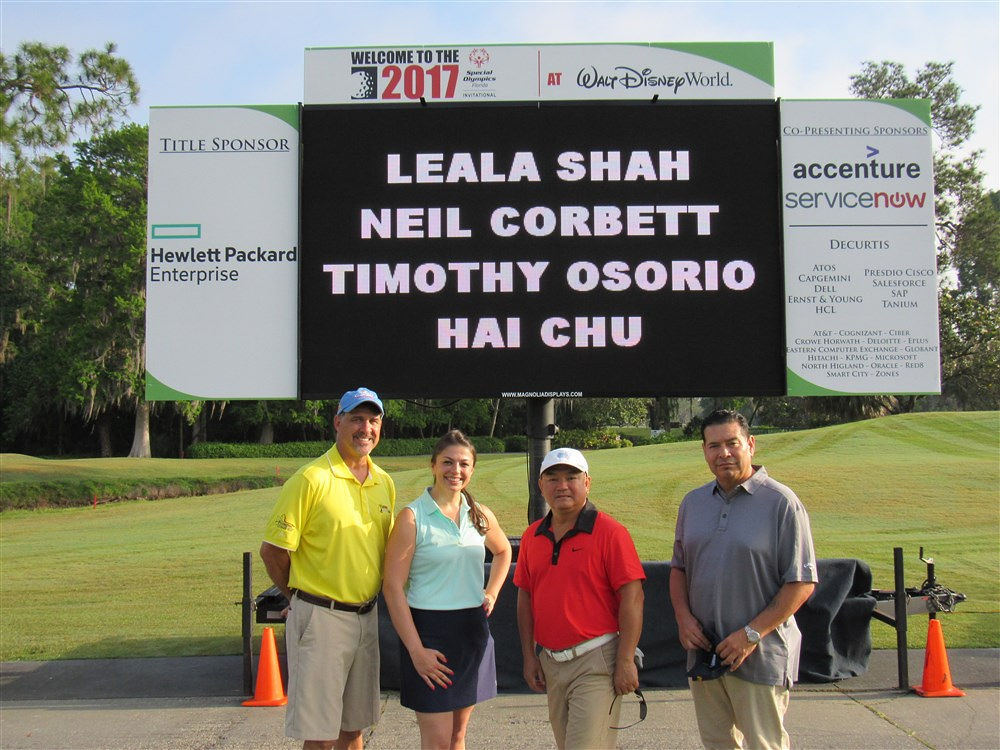 WELCOME TO THE
2017
Special
Olympics
Florida
INVITATIONAL
AT WALT DISNEY World.
TITLE SPONSOR
Hewlett Packard
Enterprise
LEALA SHAH
NEIL CORBETT
TIMOTHY OSORIO
HAI CHU
WWW.MAGNOLIADISPLAYS.COM
CO-PRESENTING SPONSORS
accenture
servicenow
DECURTIS
ATOS
CAPGEMINI
DELL
ERNST & YOUNG
HCL
PRESDIO CISCO
SALESFORCE
SAP
TANIUM
AT&T - COGNIZANT - CIBER
CROWE HORWATH - DELOITTE - EPLUS
EASTERN COMPUTER EXCHANGE - GLOBANT
HITACHI - KPMG - MICROSOFT
NORTH HIGLAND - ORACLE - RED8
SMART CITY - ZONES